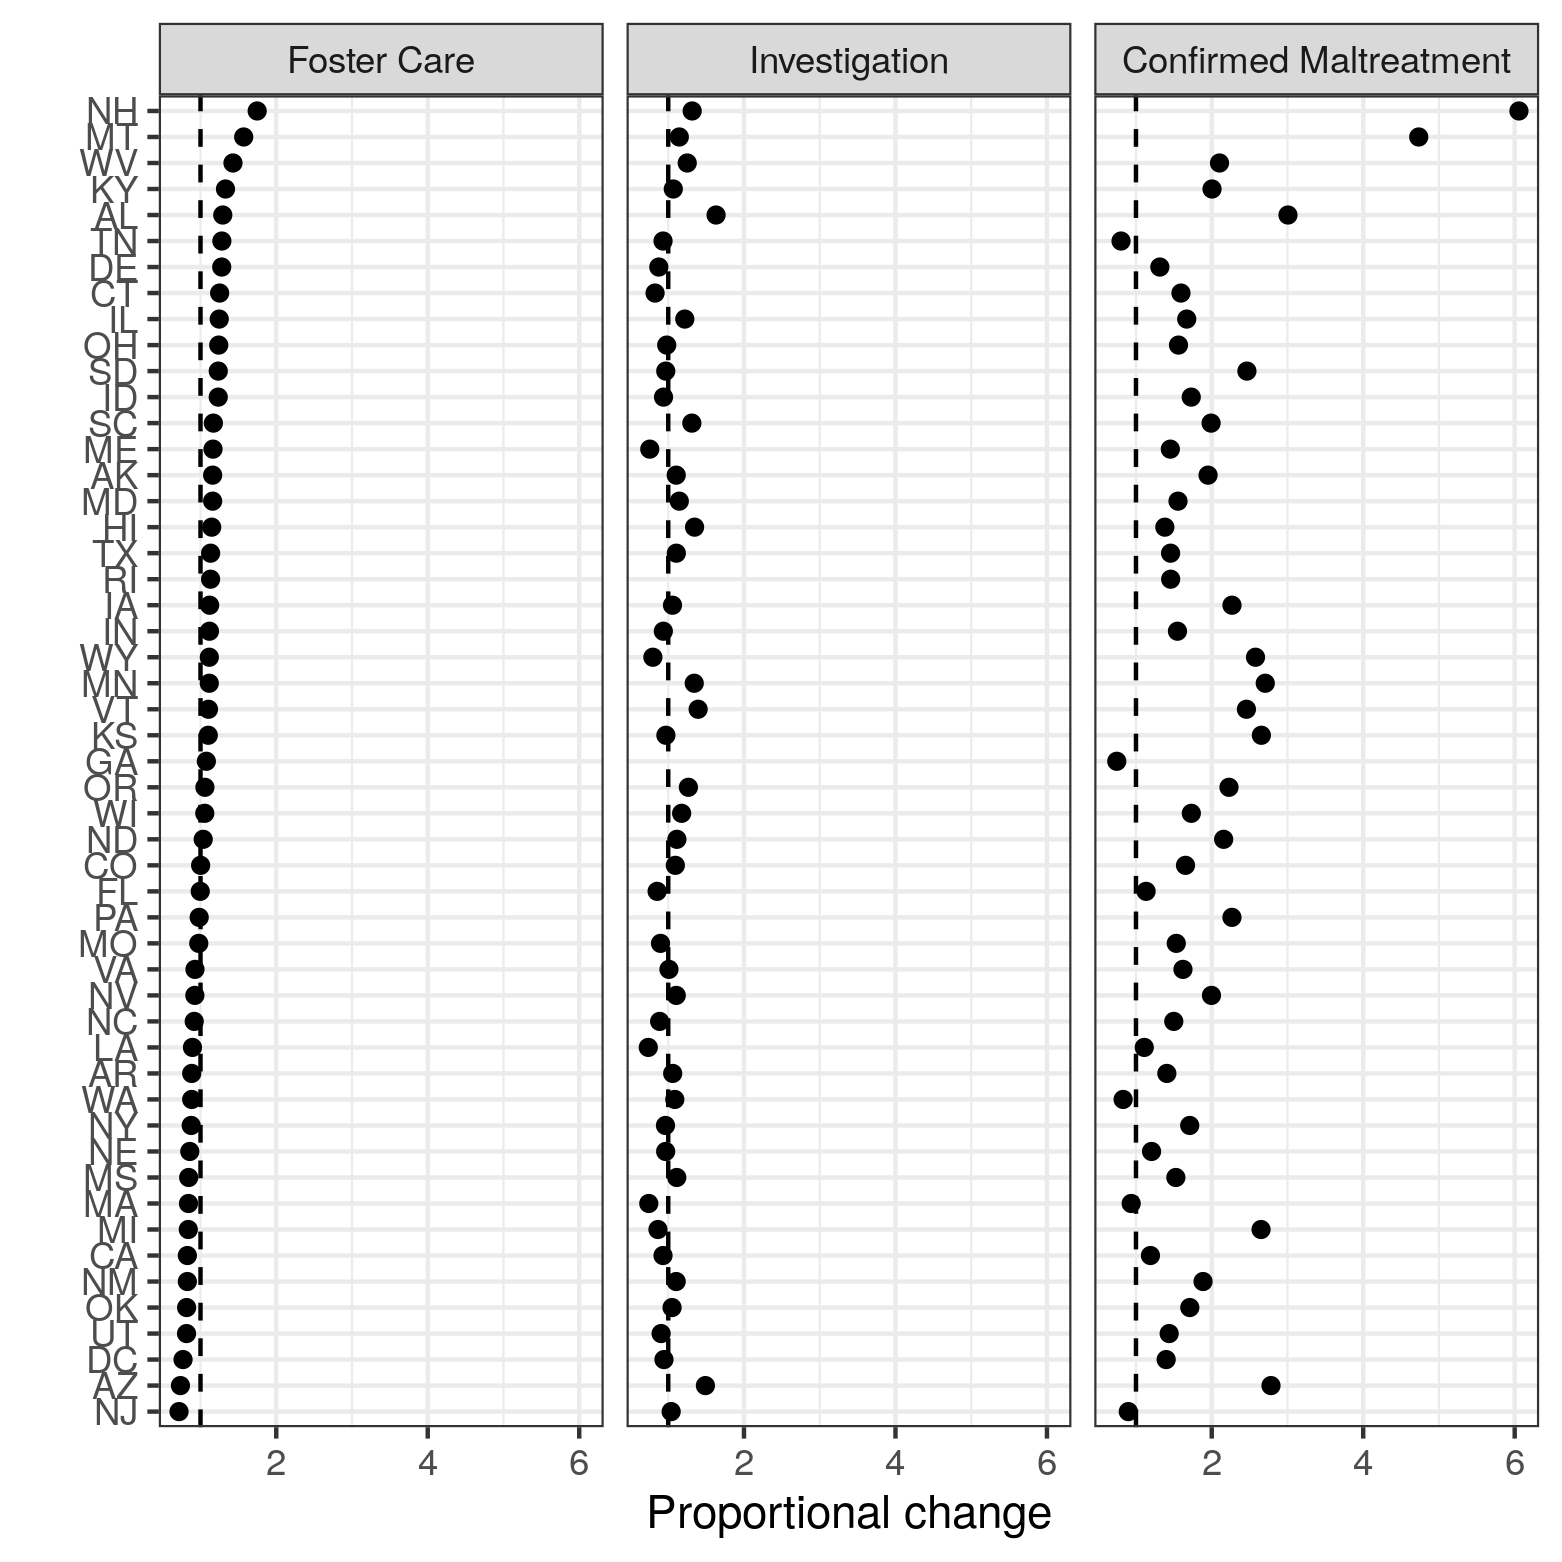 Foster Care Investigation Confirmed Maltreatment
NH
MT
WV
KY
AL
TN
DE
CT
IL
OH
SD
ID
SC
ME
AK
MD
HI
TX
RI
IA
IN
WY
MN
VT
KS
GA
OR
WI
ND
CO
FL
PA
MO
VA
NV
NC
LA
AR
WA
NY
NE
MS
MA
MI
CA
NM
OK
UT
DC
AZ
NJ
2 4 6 2 4 6 2 4 6
Proportional change